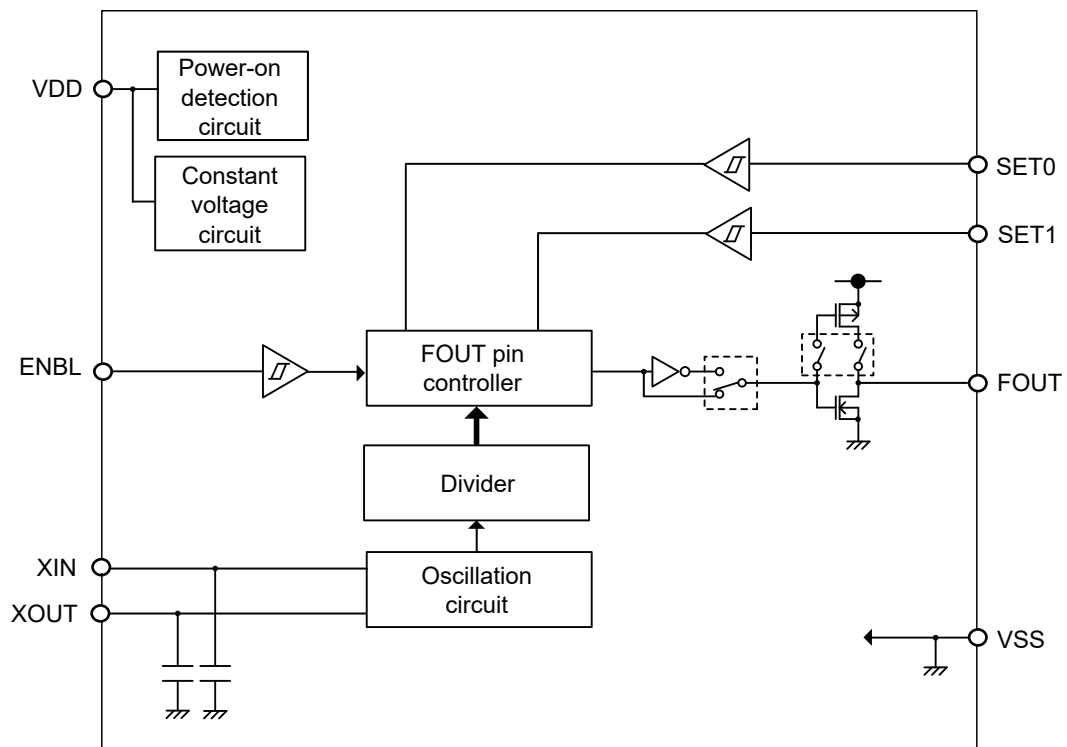 VDD
Power-on
detection
circuit
Constant
voltage
circuit
SET0
SET1
ENBL
FOUT pin
controller
FOUT
Divider
XIN
XOUT
Oscillation
circuit
VSS